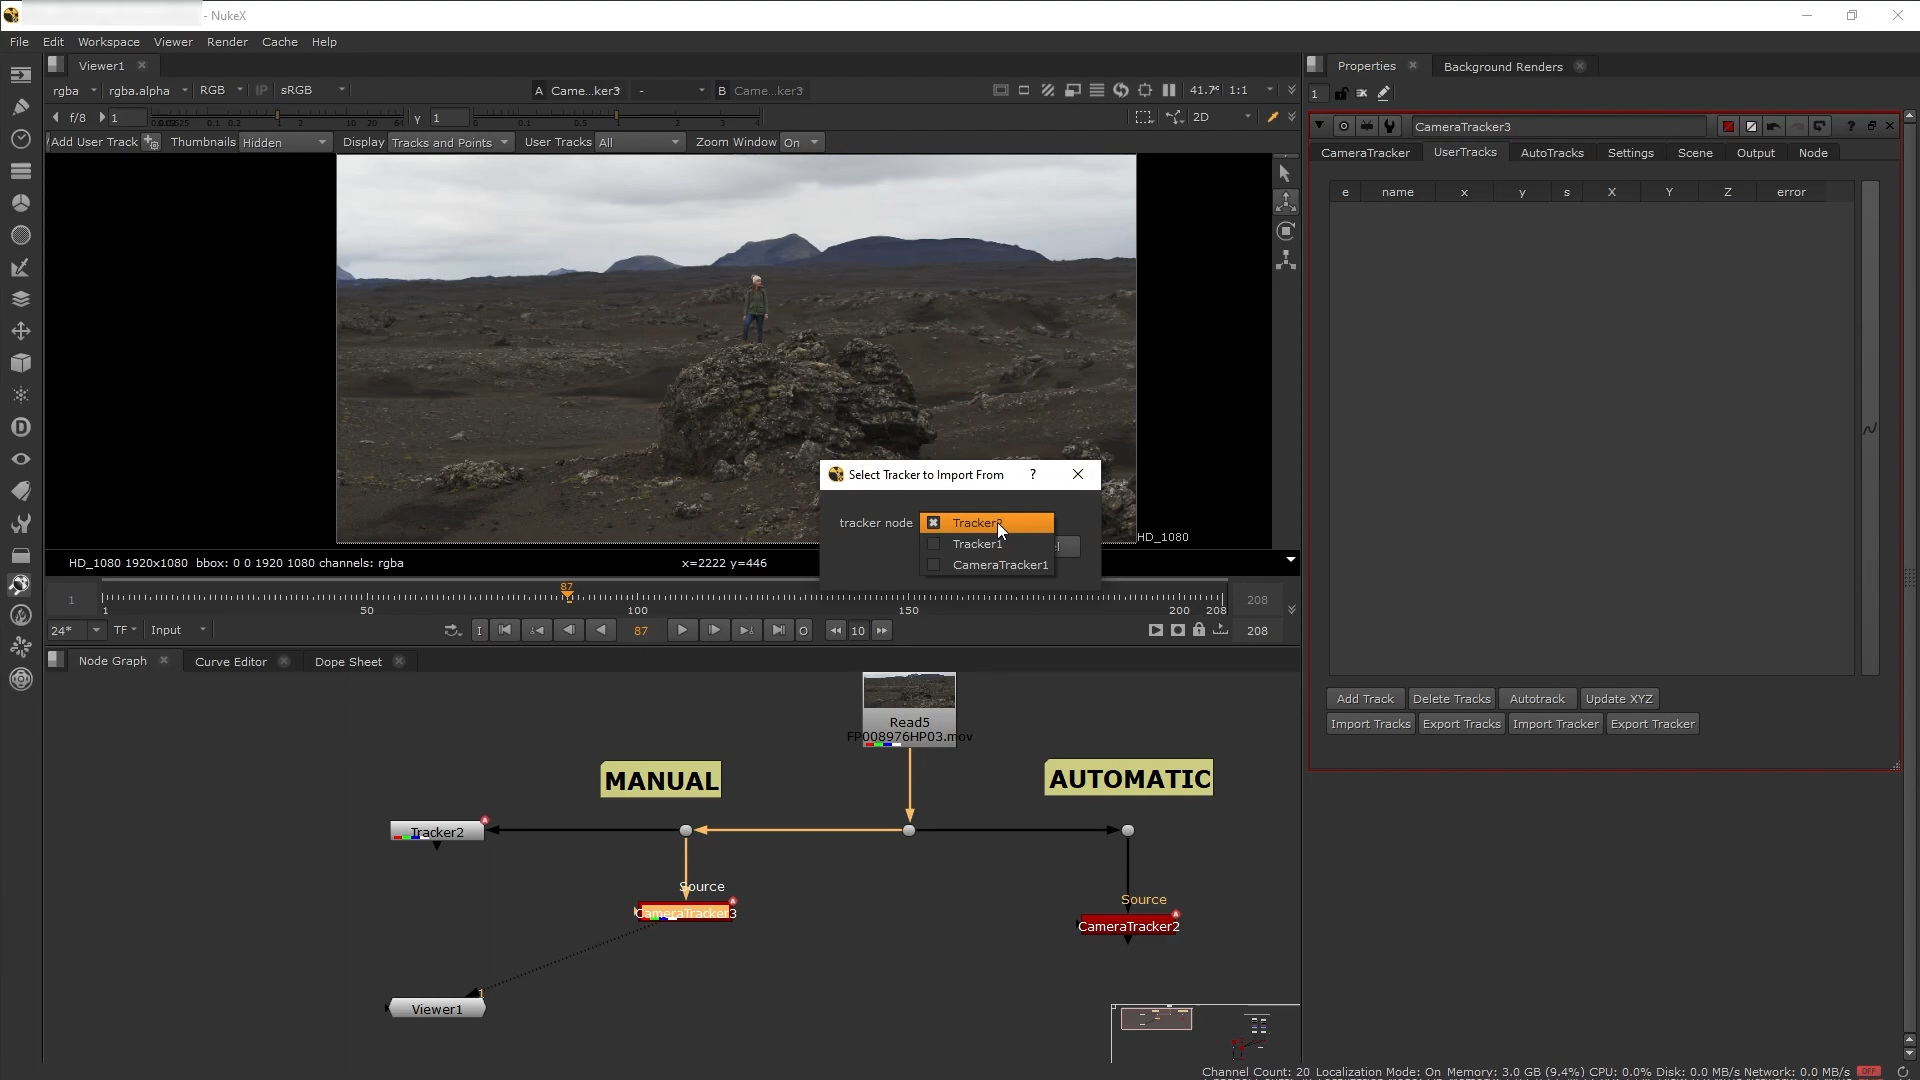 - NukeX
File Edit Workspace Viewer Render Cache Help
Viewer1
rgba rgba.alpha RGB IP sRGB A Came...ker3 - B Came...ker3 1:1
f/8 1 γ 1 2D
Add User Track Thumbnails Hidden Display Tracks and Points User Tracks All Zoom Window On
HD_1080
HD_1080 1920x1080 bbox: 0 0 1920 1080 channels: rgba x=2222 y=446
Select Tracker to Import From ?
tracker node Tracker2
Tracker1
CameraTracker1
1 87 208
1 50 100 150 200 208
24* TF Input I 87 O 10 208
Node Graph Curve Editor Dope Sheet
Read5
FP008976HP03.mov
MANUAL AUTOMATIC
Tracker2
Source
CameraTracker3
Source
CameraTracker2
1
Viewer1
Properties Background Renders
1
CameraTracker3 ?
CameraTracker UserTracks AutoTracks Settings Scene Output Node
e name x y s X Y Z error
Add Track Delete Tracks Autotrack Update XYZ
Import Tracks Export Tracks Import Tracker Export Tracker
Channel Count: 20 Localization Mode: On Memory: 3.0 GB (9.4%) CPU: 0.0% Disk: 0.0 MB/s Network: 0.0 MB/s OFF